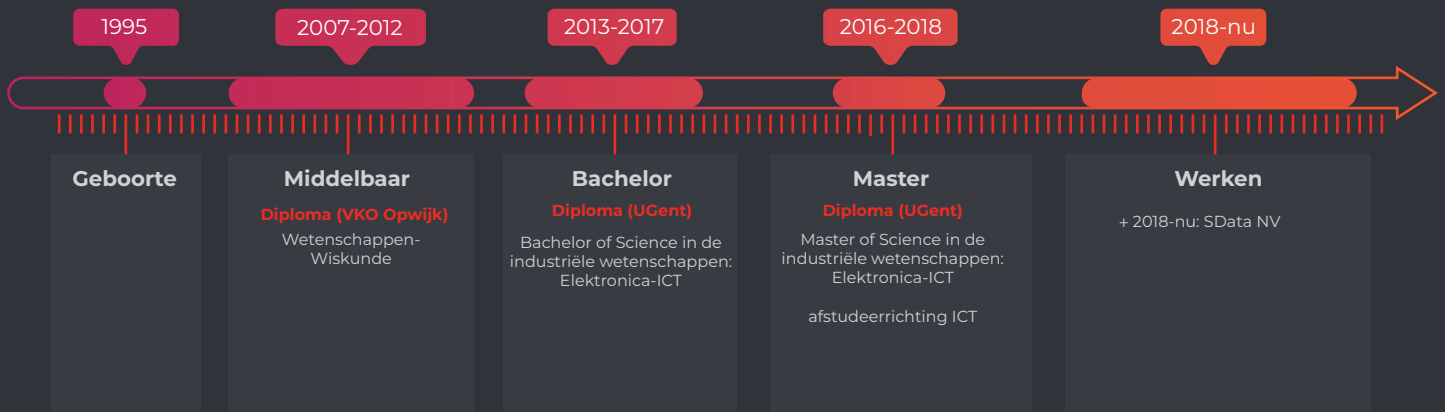 1995
2007-2012
2013-2017
2016-2018
2018-nu
Geboorte
Middelbaar
Diploma (VKO Opwijk)
Wetenschappen-
Wiskunde
Bachelor
Diploma (UGent)
Bachelor of Science in de
industriële wetenschappen:
Elektronica-ICT
Master
Diploma (UGent)
Master of Science in de
industriële wetenschappen:
Elektronica-ICT
afstudeerrichting ICT
Werken
+ 2018-nu: SData NV